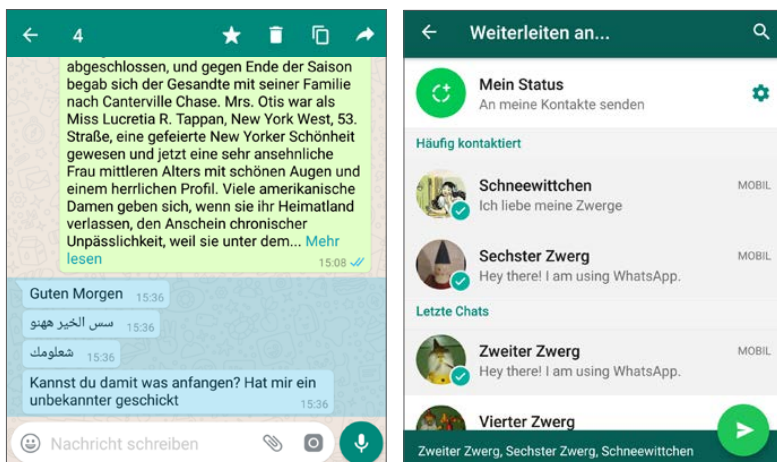 4
abgeschlossen, und gegen Ende der Saison
begab sich der Gesandte mit seiner Familie
nach Canterville Chase. Mrs. Otis war als
Miss Lucretia R. Tappan, New York West, 53.
Straße, eine gefeierte New Yorker Schönheit
gewesen und jetzt eine sehr ansehnliche
Frau mittleren Alters mit schönen Augen und
einem herrlichen Profil. Viele amerikanische
Damen geben sich, wenn sie ihr Heimatland
verlassen, den Anschein chronischer
Unpässlichkeit, weil sie unter dem... Mehr
lesen 15:08
Guten Morgen 15:36
سس الخير ههنو 15:36
شعلومك 15:36
Kannst du damit was anfangen? Hat mir ein
unbekannter geschickt 15:36
Nachricht schreiben
Weiterleiten an...
Mein Status
An meine Kontakte senden
Häufig kontaktiert
Schneewittchen MOBIL
Ich liebe meine Zwerge
Sechster Zwerg MOBIL
Hey there! I am using WhatsApp.
Letzte Chats
Zweiter Zwerg MOBIL
Hey there! I am using WhatsApp.
Vierter Zwerg
Zweiter Zwerg, Sechster Zwerg, Schneewittchen